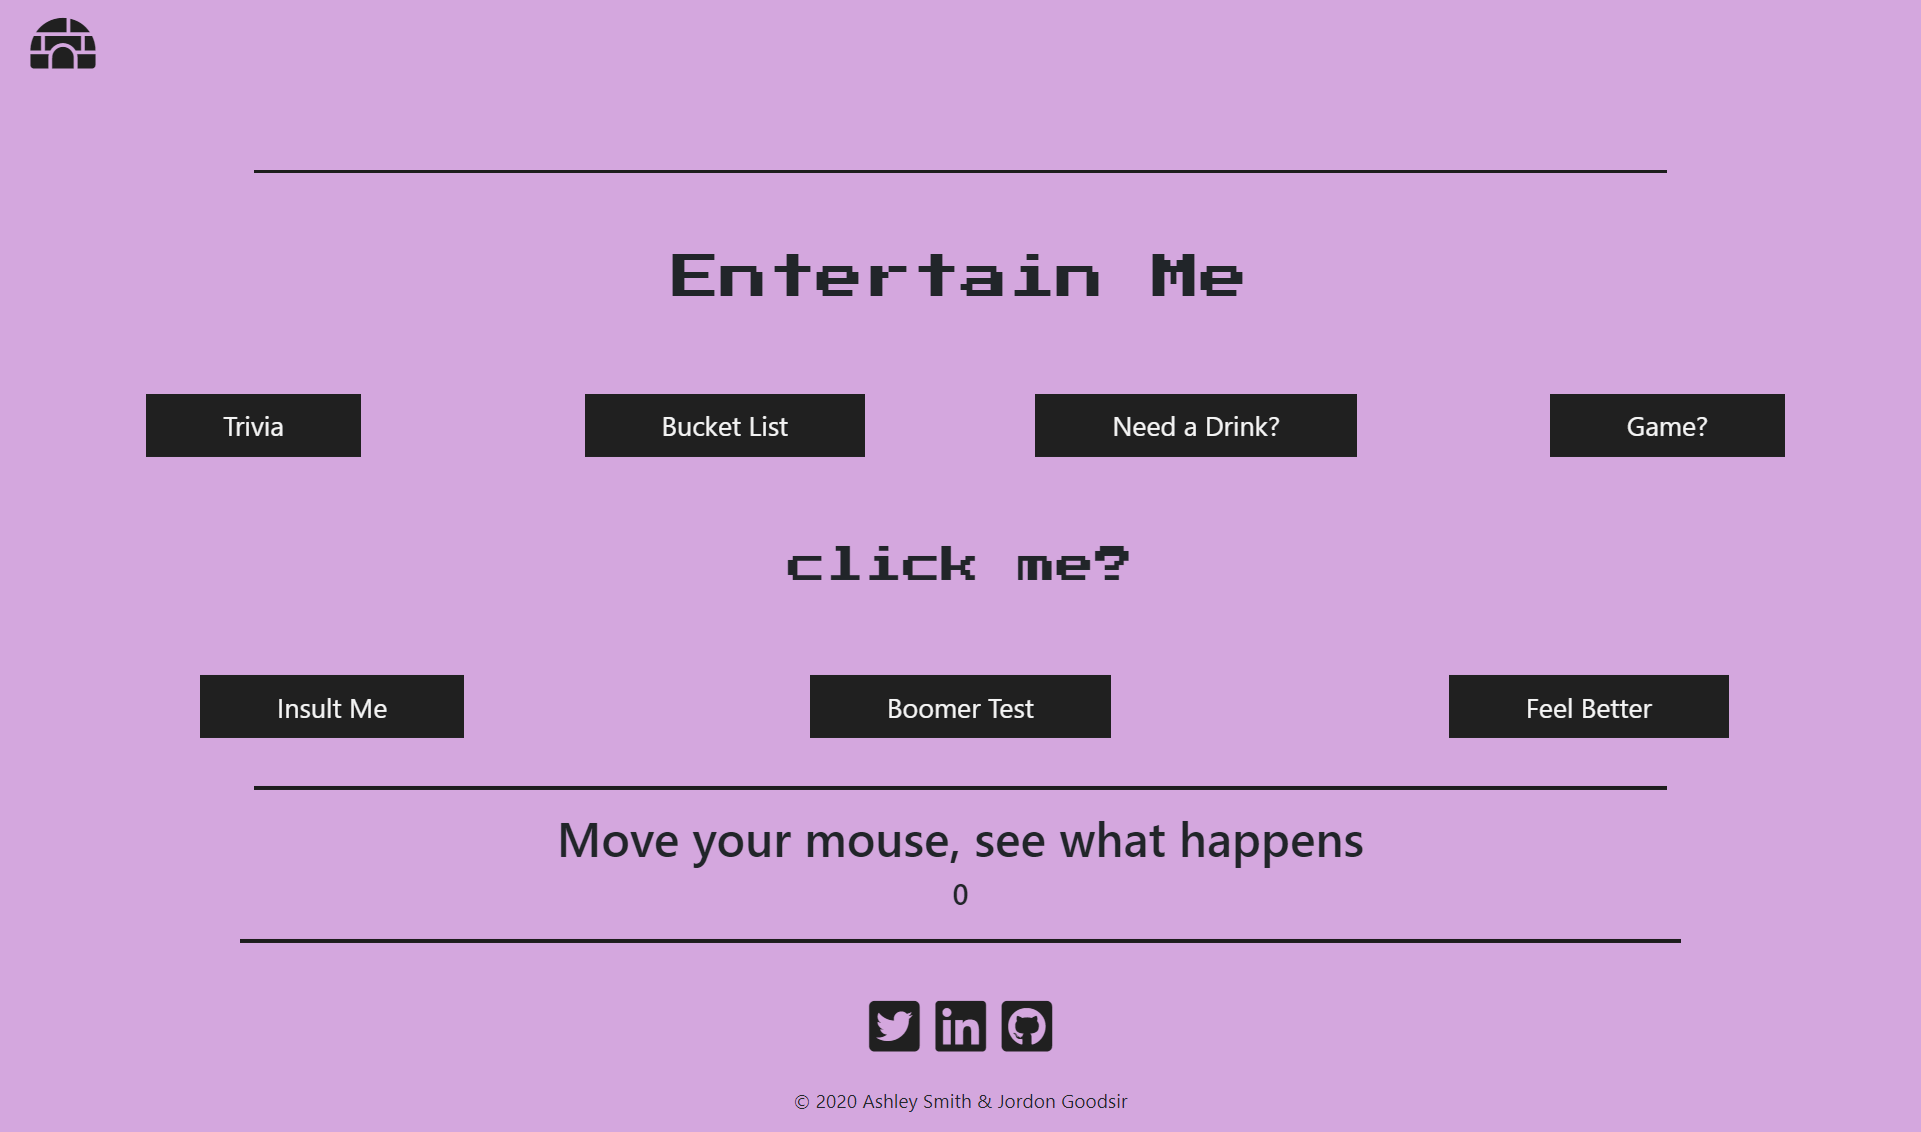 Entertain Me
Trivia
Bucket List
Need a Drink?
Game?
click me?
Insult Me
Boomer Test
Feel Better
Move your mouse, see what happens
0
in
© 2020 Ashley Smith & Jordon Goodsir